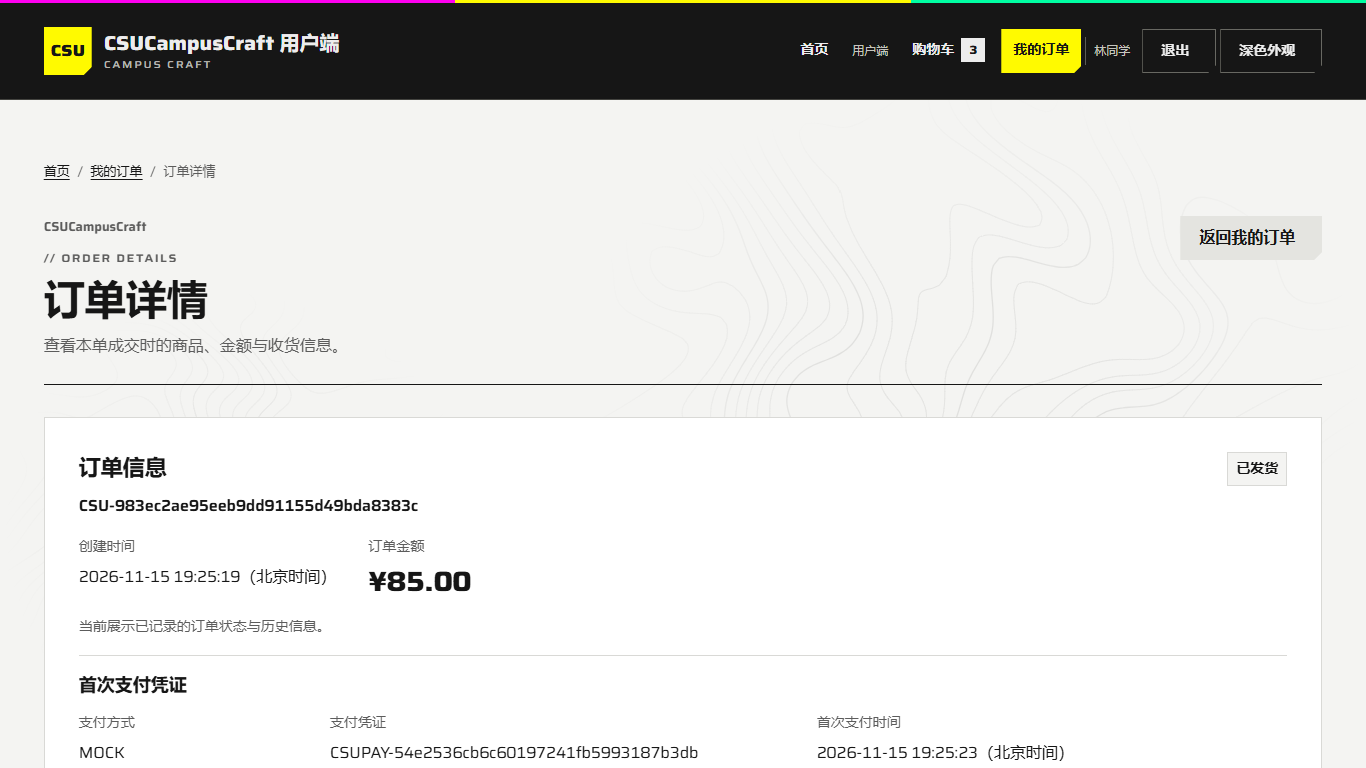 CSU
CSUCampusCraft 用户端
CAMPUS CRAFT
首页 用户端 购物车 3 我的订单 林同学 退出 深色外观
首页 / 我的订单 / 订单详情
CSUCampusCraft
// ORDER DETAILS
订单详情
查看本单成交时的商品、金额与收货信息。
返回我的订单
订单信息
已发货
CSU-983ec2ae95eeb9dd91155d49bda8383c
创建时间 订单金额
2026-11-15 19:25:19（北京时间） ¥85.00
当前展示已记录的订单状态与历史信息。
首次支付凭证
支付方式 支付凭证 首次支付时间
MOCK CSUPAY-54e2536cb6c60197241fb5993187b3db 2026-11-15 19:25:23（北京时间）